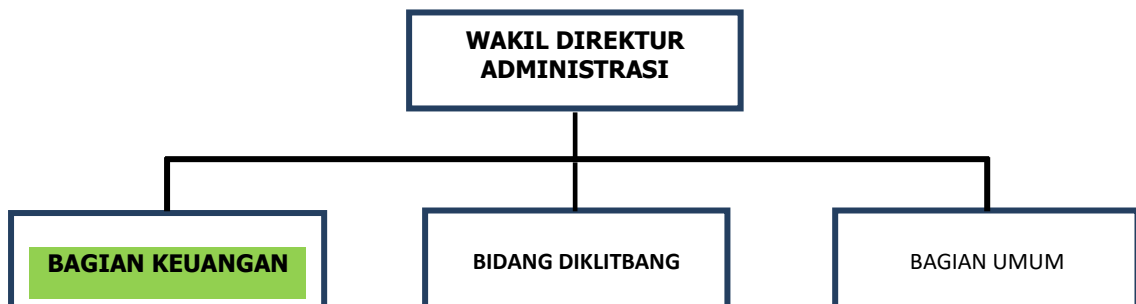 WAKIL DIREKTUR
ADMINISTRASI
BAGIAN KEUANGAN
BIDANG DIKLITBANG
BAGIAN UMUM